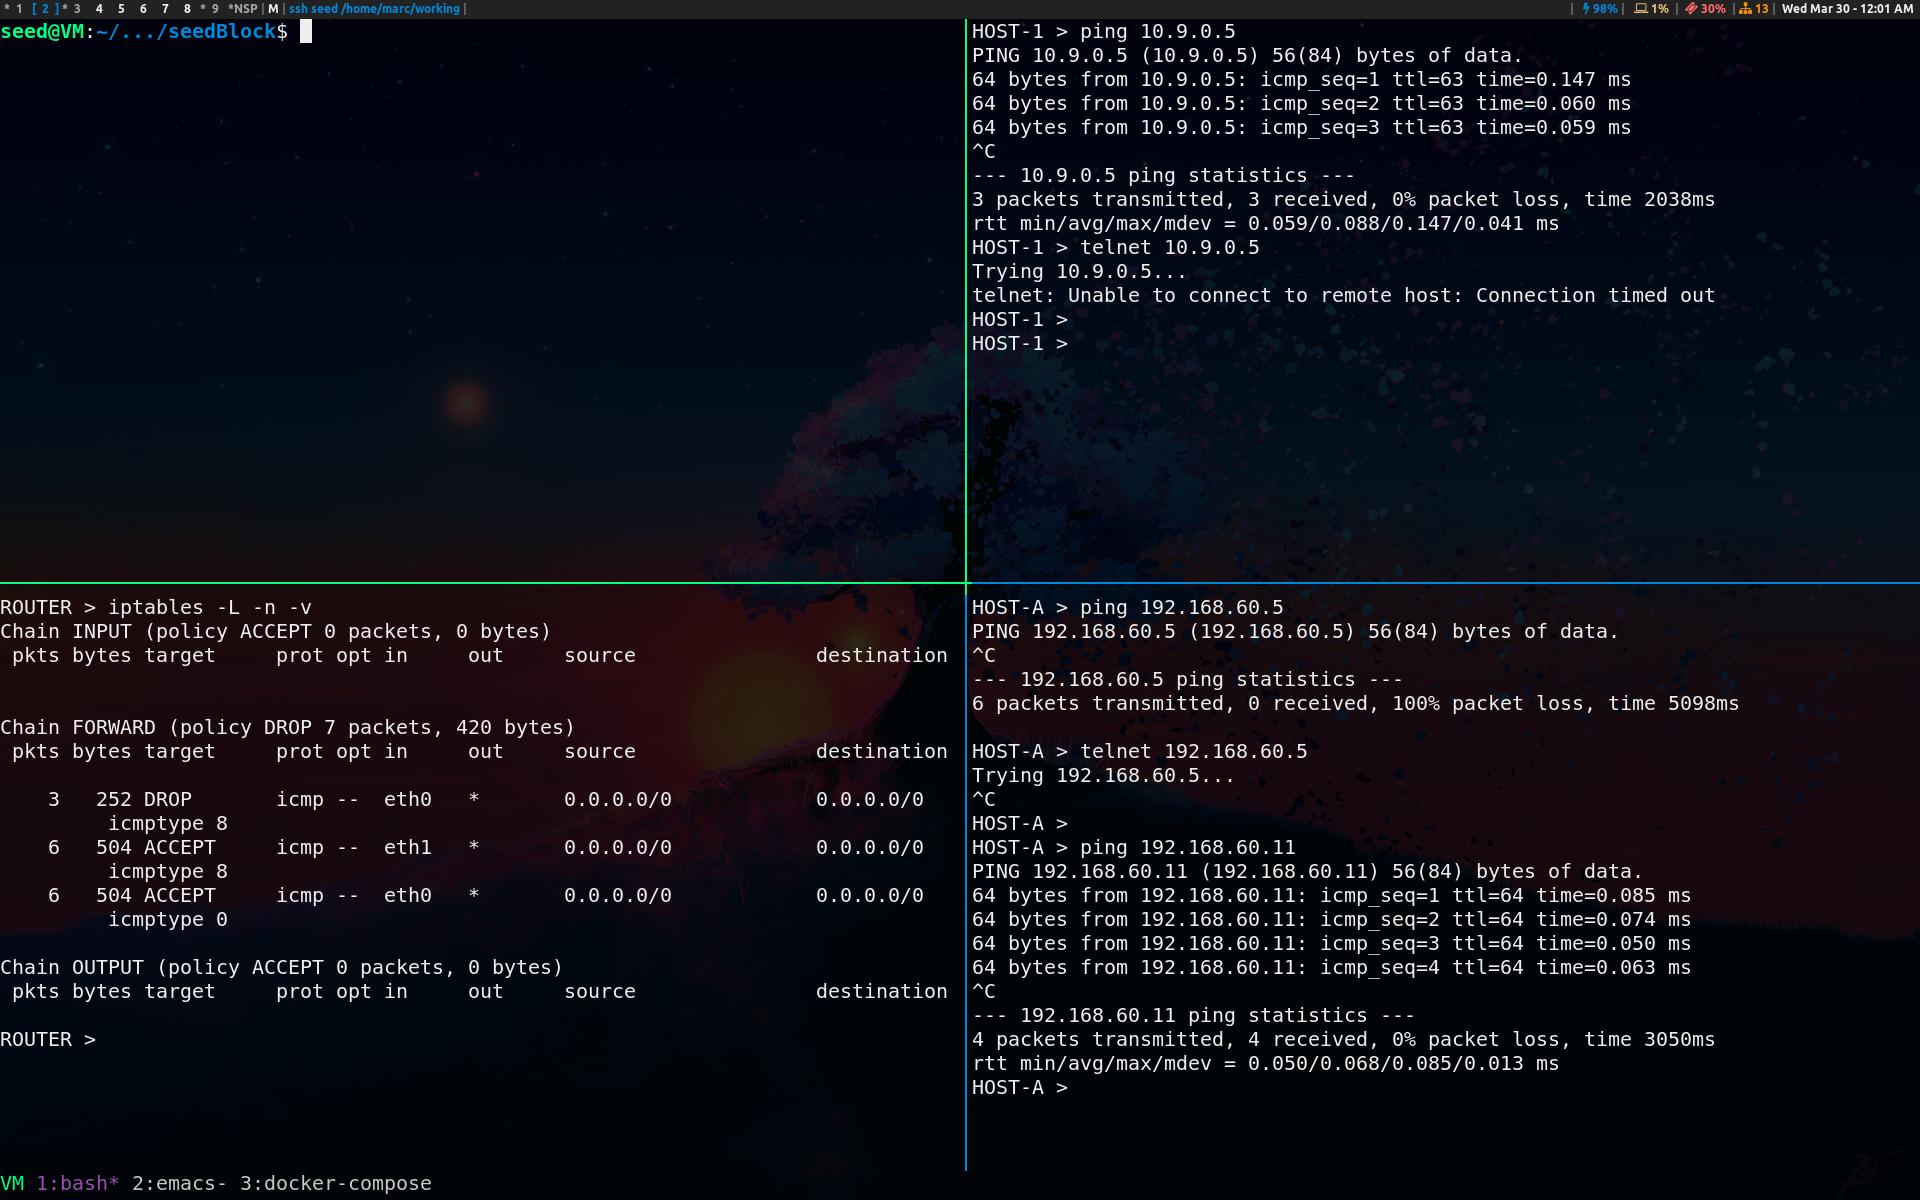 * 1 [ 2 ] * 3 4 5 6 7 8 * 9 *NSP | M | ssh seed /home/marc/working |
| 98% | 1% | 30% | 13 | Wed Mar 30 - 12:01 AM
seed@VM:~/.../seedBlock$
HOST-1 > ping 10.9.0.5
PING 10.9.0.5 (10.9.0.5) 56(84) bytes of data.
64 bytes from 10.9.0.5: icmp_seq=1 ttl=63 time=0.147 ms
64 bytes from 10.9.0.5: icmp_seq=2 ttl=63 time=0.060 ms
64 bytes from 10.9.0.5: icmp_seq=3 ttl=63 time=0.059 ms
^C
--- 10.9.0.5 ping statistics ---
3 packets transmitted, 3 received, 0% packet loss, time 2038ms
rtt min/avg/max/mdev = 0.059/0.088/0.147/0.041 ms
HOST-1 > telnet 10.9.0.5
Trying 10.9.0.5...
telnet: Unable to connect to remote host: Connection timed out
HOST-1 >
HOST-1 >
ROUTER > iptables -L -n -v
Chain INPUT (policy ACCEPT 0 packets, 0 bytes)
 pkts bytes target     prot opt in     out     source               destination
Chain FORWARD (policy DROP 7 packets, 420 bytes)
 pkts bytes target     prot opt in     out     source               destination
    3   252 DROP       icmp --  eth0   *       0.0.0.0/0            0.0.0.0/0
         icmptype 8
    6   504 ACCEPT     icmp --  eth1   *       0.0.0.0/0            0.0.0.0/0
         icmptype 8
    6   504 ACCEPT     icmp --  eth0   *       0.0.0.0/0            0.0.0.0/0
         icmptype 0
Chain OUTPUT (policy ACCEPT 0 packets, 0 bytes)
 pkts bytes target     prot opt in     out     source               destination
ROUTER >
HOST-A > ping 192.168.60.5
PING 192.168.60.5 (192.168.60.5) 56(84) bytes of data.
^C
--- 192.168.60.5 ping statistics ---
6 packets transmitted, 0 received, 100% packet loss, time 5098ms
HOST-A > telnet 192.168.60.5
Trying 192.168.60.5...
^C
HOST-A >
HOST-A > ping 192.168.60.11
PING 192.168.60.11 (192.168.60.11) 56(84) bytes of data.
64 bytes from 192.168.60.11: icmp_seq=1 ttl=64 time=0.085 ms
64 bytes from 192.168.60.11: icmp_seq=2 ttl=64 time=0.074 ms
64 bytes from 192.168.60.11: icmp_seq=3 ttl=64 time=0.050 ms
64 bytes from 192.168.60.11: icmp_seq=4 ttl=64 time=0.063 ms
^C
--- 192.168.60.11 ping statistics ---
4 packets transmitted, 4 received, 0% packet loss, time 3050ms
rtt min/avg/max/mdev = 0.050/0.068/0.085/0.013 ms
HOST-A >
VM 1:bash* 2:emacs- 3:docker-compose